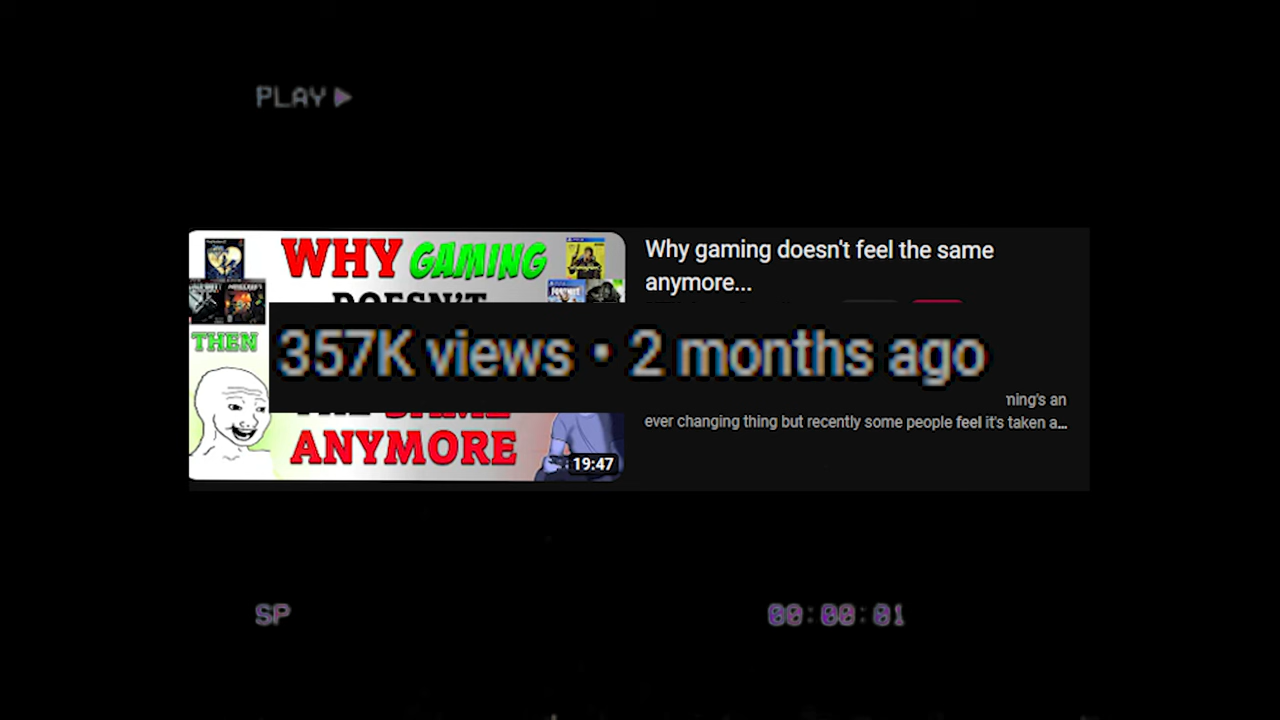 PLAY
WHY GAMING
DOESN'T
THEN
ANYMORE
19:47
Why gaming doesn't feel the same
anymore...
357K views • 2 months ago
ning's an
ever changing thing but recently some people feel it's taken a...
SP
00:00:01